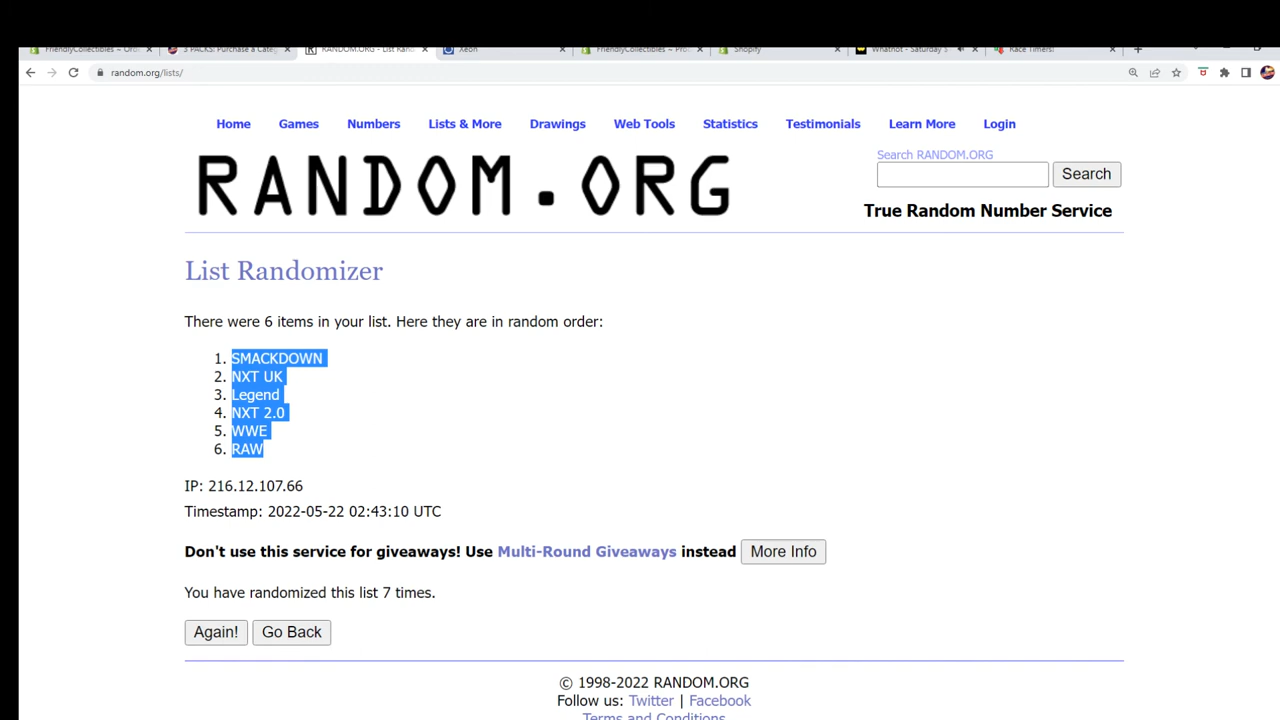 FriendlyCollectibles ~ Ord
3 PACKS: Purchase a Cate
RANDOM.ORG - List Rand
Xeon
FriendlyCollectibles ~ Pro
Shopify
Whatnot - Saturday S
Race Timers!
random.org/lists/
Home Games Numbers Lists & More Drawings Web Tools Statistics Testimonials Learn More Login
RANDOM.ORG
Search RANDOM.ORG
Search
True Random Number Service
List Randomizer
There were 6 items in your list. Here they are in random order:
1. SMACKDOWN
2. NXT UK
3. Legend
4. NXT 2.0
5. WWE
6. RAW
IP: 216.12.107.66
Timestamp: 2022-05-22 02:43:10 UTC
Don't use this service for giveaways! Use Multi-Round Giveaways instead More Info
You have randomized this list 7 times.
Again! Go Back
© 1998-2022 RANDOM.ORG
Follow us: Twitter | Facebook
Terms and Conditions